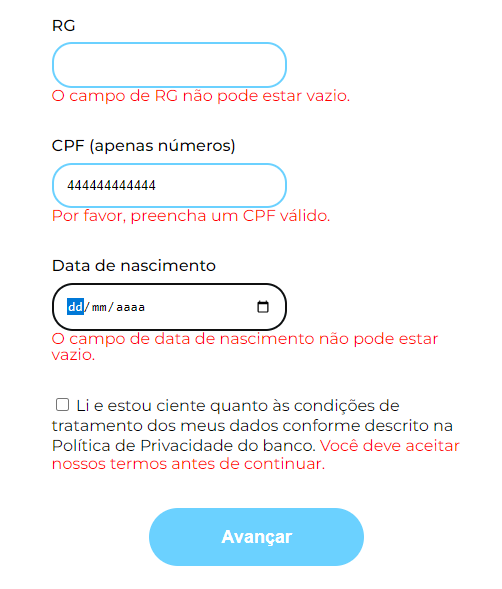 RG
O campo de RG não pode estar vazio.
CPF (apenas números)
444444444444
Por favor, preencha um CPF válido.
Data de nascimento
dd/mm/aaaa
O campo de data de nascimento não pode estar
vazio.
Li e estou ciente quanto às condições de
tratamento dos meus dados conforme descrito na
Política de Privacidade do banco. Você deve aceitar
nossos termos antes de continuar.
Avançar